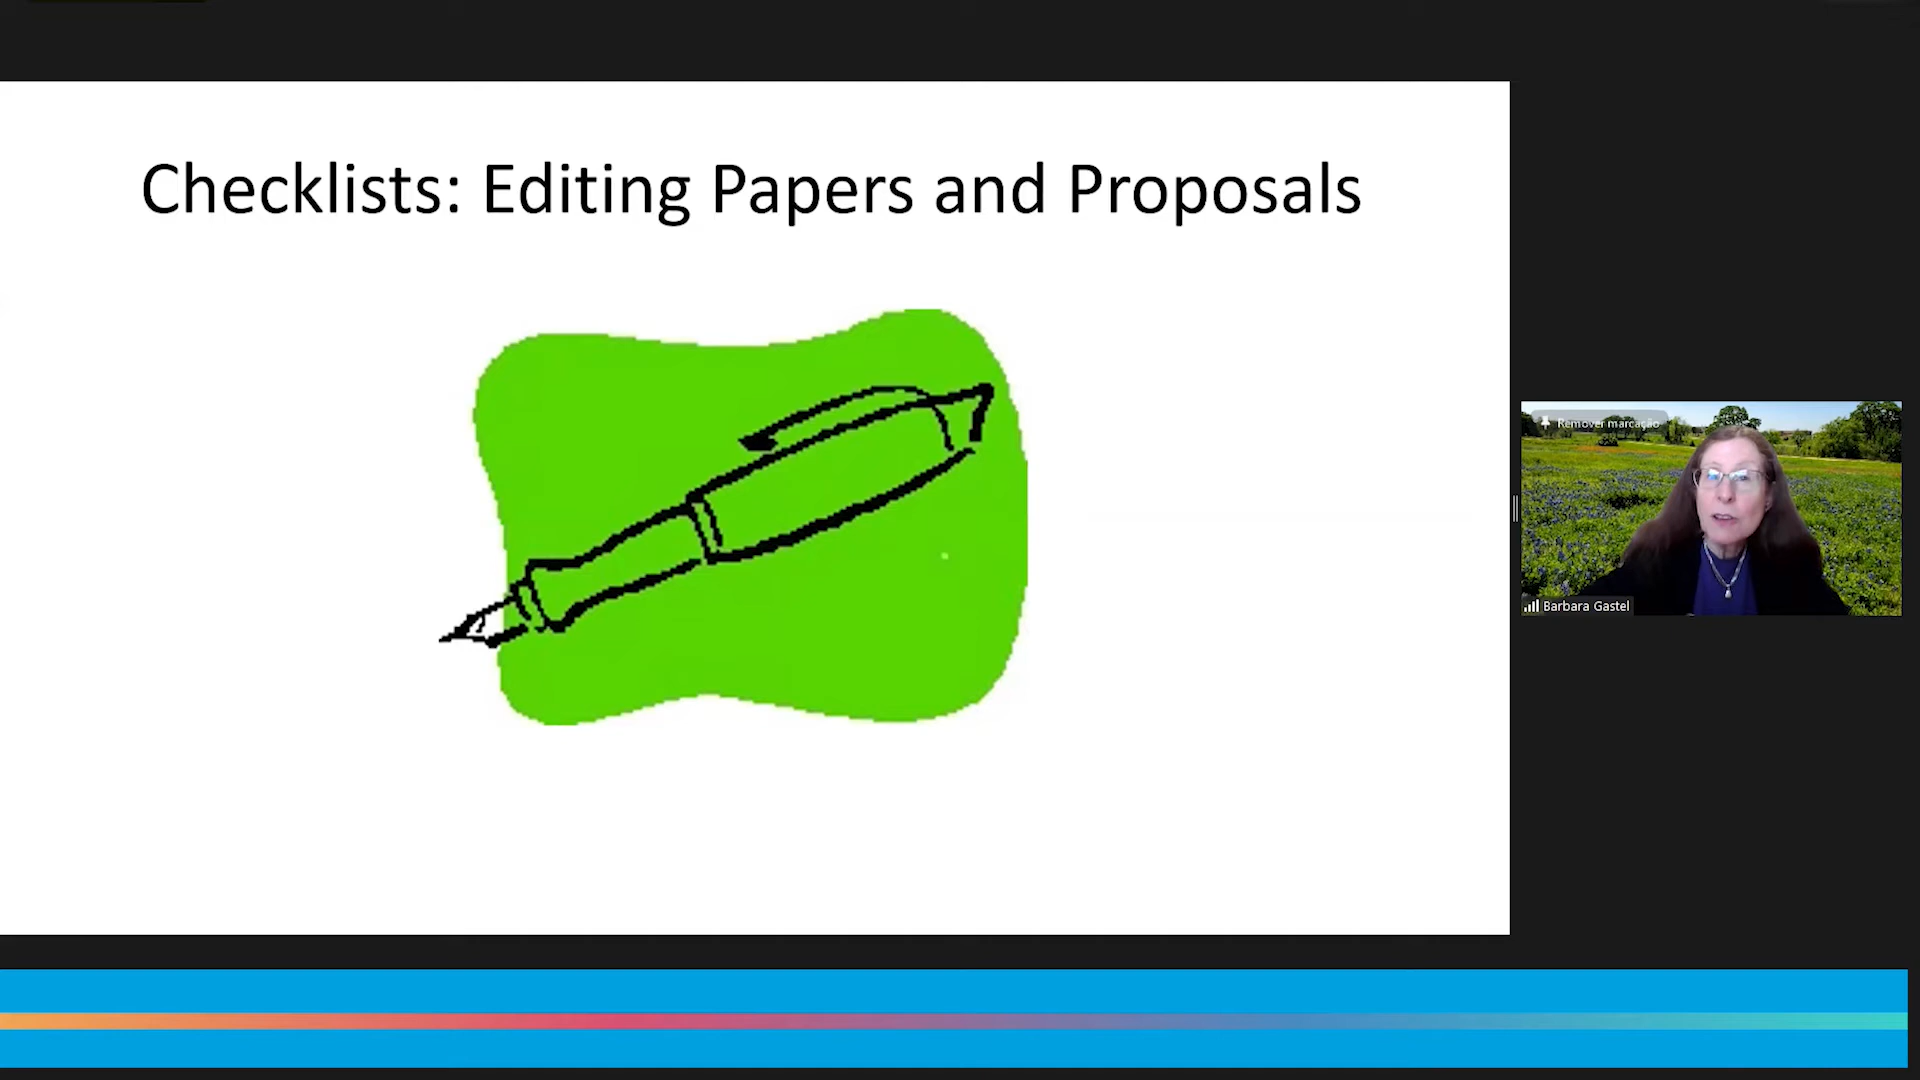 Checklists: Editing Papers and Proposals
Remover marcação
Barbara Gastel